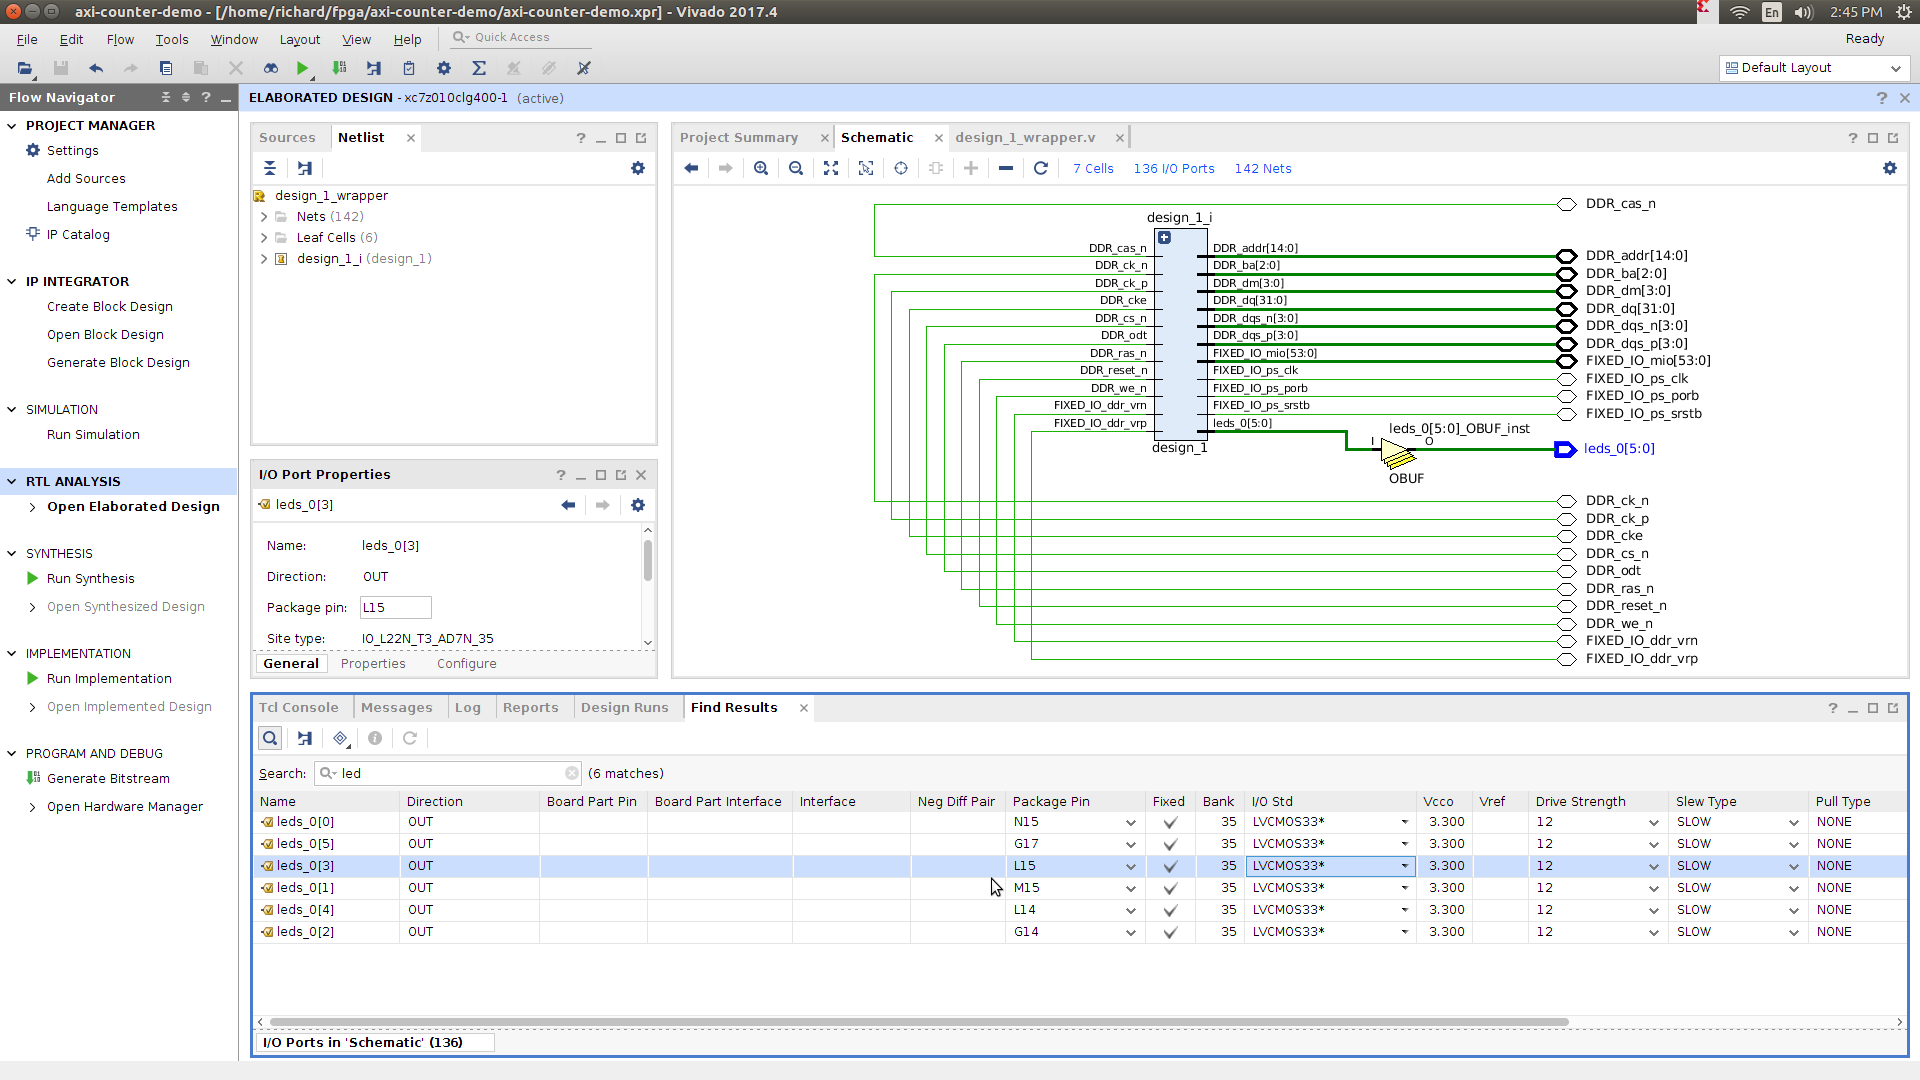 axi-counter-demo - [/home/richard/fpga/axi-counter-demo/axi-counter-demo.xpr] - Vivado 2017.4
En 2:45 PM
File Edit Flow Tools Window Layout View Help Quick Access Ready
Default Layout
Flow Navigator
PROJECT MANAGER
Settings
Add Sources
Language Templates
IP Catalog
IP INTEGRATOR
Create Block Design
Open Block Design
Generate Block Design
SIMULATION
Run Simulation
RTL ANALYSIS
Open Elaborated Design
SYNTHESIS
Run Synthesis
Open Synthesized Design
IMPLEMENTATION
Run Implementation
Open Implemented Design
PROGRAM AND DEBUG
Generate Bitstream
Open Hardware Manager
ELABORATED DESIGN - xc7z010clg400-1 (active)
Sources Netlist
design_1_wrapper
Nets (142)
Leaf Cells (6)
design_1_i (design_1)
I/O Port Properties
leds_0[3]
Name: leds_0[3]
Direction: OUT
Package pin: L15
Site type: IO_L22N_T3_AD7N_35
General Properties Configure
Project Summary Schematic design_1_wrapper.v
7 Cells 136 I/O Ports 142 Nets
design_1_i
DDR_cas_n
DDR_ck_n
DDR_ck_p
DDR_cke
DDR_cs_n
DDR_odt
DDR_ras_n
DDR_reset_n
DDR_we_n
FIXED_IO_ddr_vrn
FIXED_IO_ddr_vrp
DDR_addr[14:0]
DDR_ba[2:0]
DDR_dm[3:0]
DDR_dq[31:0]
DDR_dqs_n[3:0]
DDR_dqs_p[3:0]
FIXED_IO_mio[53:0]
FIXED_IO_ps_clk
FIXED_IO_ps_porb
FIXED_IO_ps_srstb
leds_0[5:0]
design_1
leds_0[5:0]_OBUF_inst
I O
OBUF
DDR_cas_n
DDR_addr[14:0]
DDR_ba[2:0]
DDR_dm[3:0]
DDR_dq[31:0]
DDR_dqs_n[3:0]
DDR_dqs_p[3:0]
FIXED_IO_mio[53:0]
FIXED_IO_ps_clk
FIXED_IO_ps_porb
FIXED_IO_ps_srstb
leds_0[5:0]
DDR_ck_n
DDR_ck_p
DDR_cke
DDR_cs_n
DDR_odt
DDR_ras_n
DDR_reset_n
DDR_we_n
FIXED_IO_ddr_vrn
FIXED_IO_ddr_vrp
Tcl Console Messages Log Reports Design Runs Find Results
Search: led (6 matches)
Name Direction Board Part Pin Board Part Interface Interface Neg Diff Pair Package Pin Fixed Bank I/O Std Vcco Vref Drive Strength Slew Type Pull Type
leds_0[0] OUT N15 35 LVCMOS33* 3.300 12 SLOW NONE
leds_0[5] OUT G17 35 LVCMOS33* 3.300 12 SLOW NONE
leds_0[3] OUT L15 35 LVCMOS33* 3.300 12 SLOW NONE
leds_0[1] OUT M15 35 LVCMOS33* 3.300 12 SLOW NONE
leds_0[4] OUT L14 35 LVCMOS33* 3.300 12 SLOW NONE
leds_0[2] OUT G14 35 LVCMOS33* 3.300 12 SLOW NONE
I/O Ports in 'Schematic' (136)